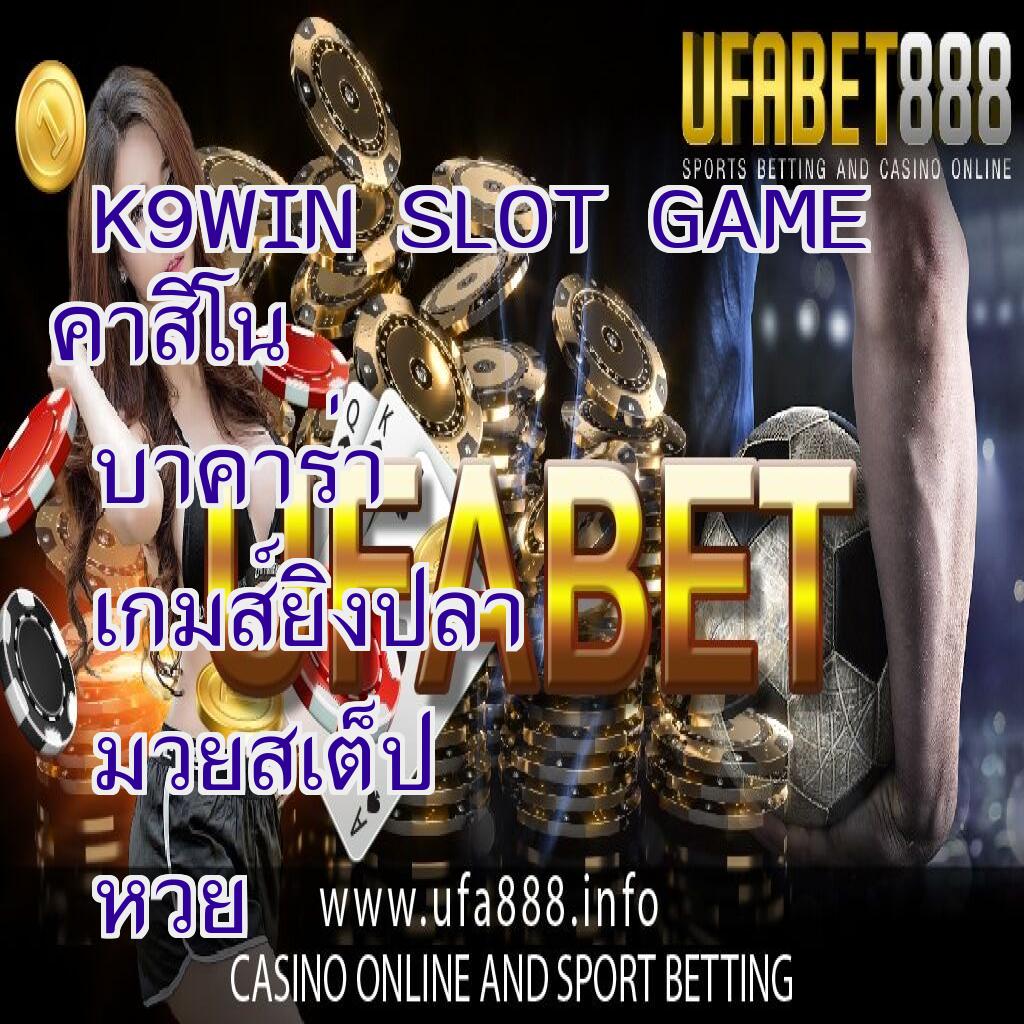 UFABET888
SPORTS BETTING AND CASINO ONLINE
K9WIN SLOT GAME
คาสิโน
บาคาร่า
UFABET
เกมส์ยิงปลา
มวยสเต็ป
หวย
www.ufa888.info
CASINO ONLINE AND SPORT BETTING
Q
K
A
1